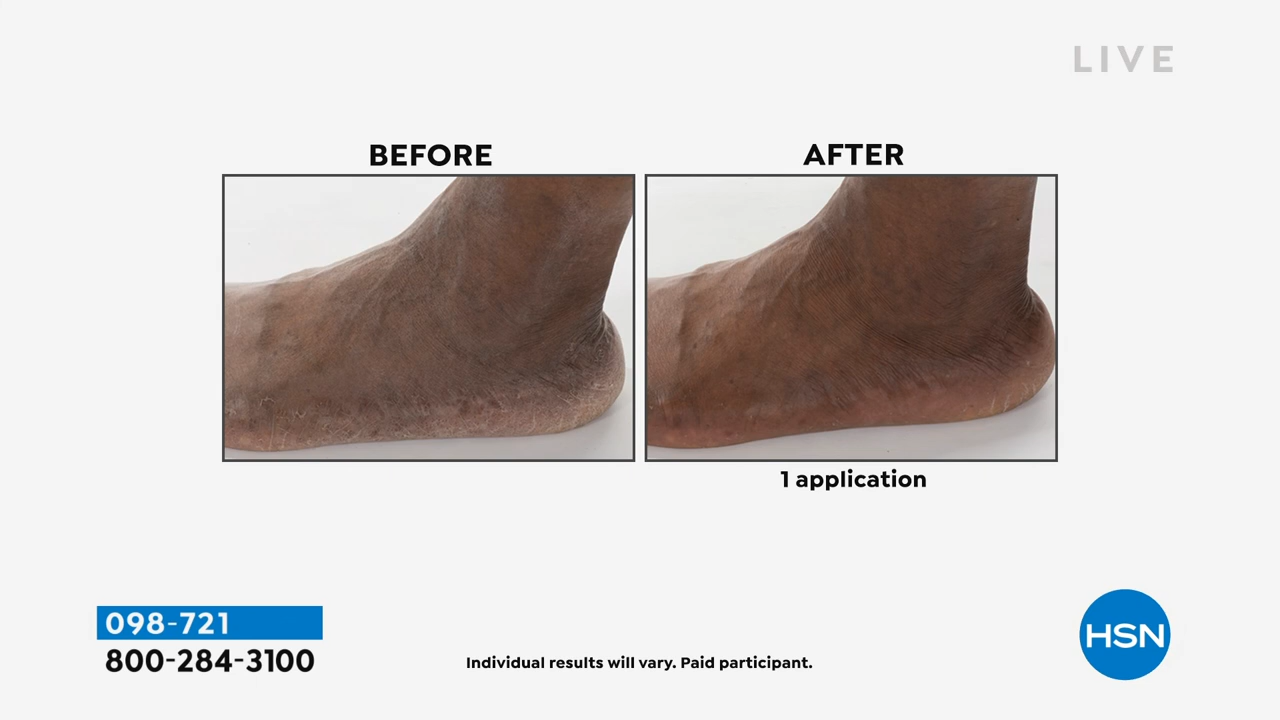 LIVE
BEFORE
AFTER
1 application
098-721
800-284-3100
Individual results will vary. Paid participant.
HSN